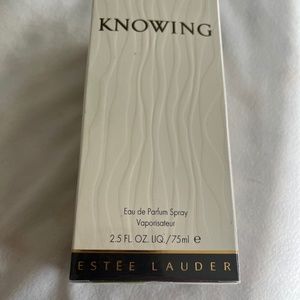 KNOWING
Eau de Parfum Spray
Vaporisateur
2.5 FL. OZ. LIQ./75ml ℮
ESTĒE LAUDER